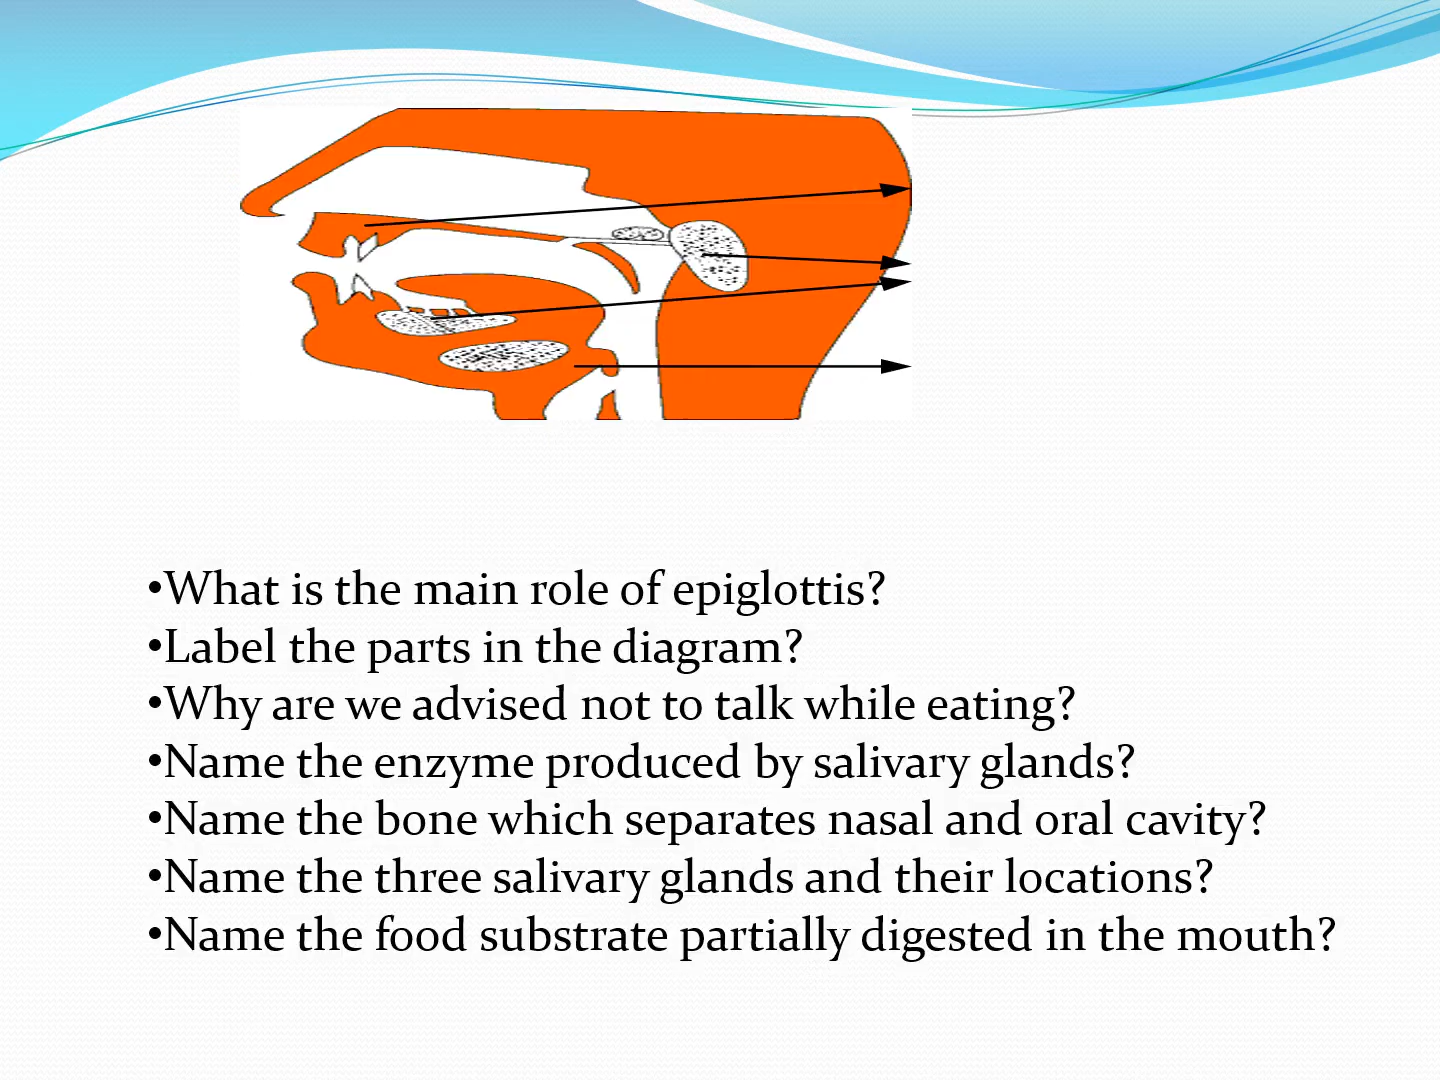 •What is the main role of epiglottis?
•Label the parts in the diagram?
•Why are we advised not to talk while eating?
•Name the enzyme produced by salivary glands?
•Name the bone which separates nasal and oral cavity?
•Name the three salivary glands and their locations?
•Name the food substrate partially digested in the mouth?